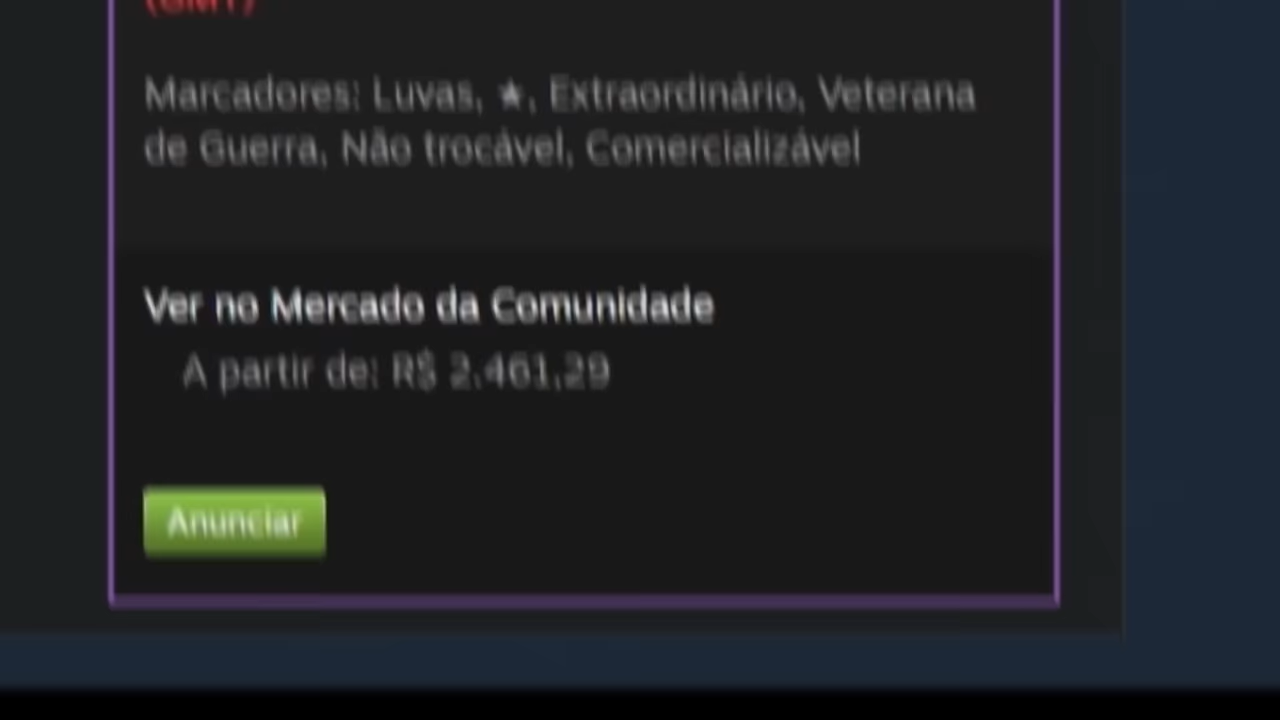 (GMT)
Marcadores: Luvas, ★, Extraordinário, Veterana
de Guerra, Não trocável, Comercializável
Ver no Mercado da Comunidade
A partir de: R$ 2.461,29
Anunciar